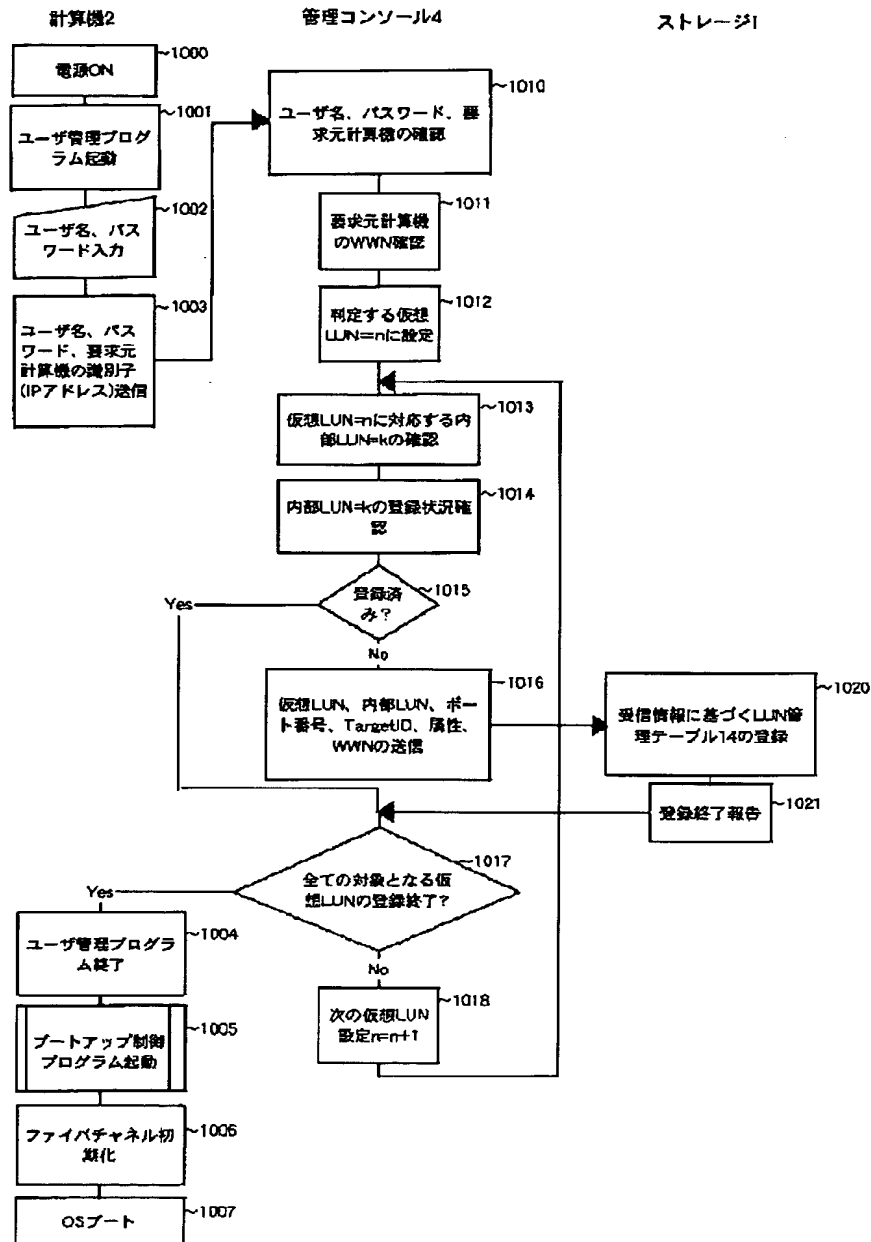 計算機2
管理コンソール4
ストレージ1
電源ON
~1000
ユーザ管理プログ
ラム起動
1001
ユーザ名、パス
ワード入力
~1002
ユーザ名、パス
ワード、要求元
計算機の識別子
(IPアドレス)送信
~1003
ユーザ名、パスワード、要
求元計算機の確認
~1010
要求元計算機
のWWN確認
~1011
判定する仮想
LUN=nに設定
~1012
仮想LUN=nに対応する内
部LUN=kの確認
~1013
内部LUN=kの登録状況確
認
~1014
登録済
み?
~1015
Yes
No
仮想LUN、内部LUN、ポー
ト番号、TargetID、属性、
WWNの送信
~1016
受信情報に基づくLUN管
理テーブル14の登録
~1020
登録終了報告
~1021
全ての対象となる仮
想LUNの登録終了?
~1017
Yes
No
次の仮想LUN
設定n=n+1
~1018
ユーザ管理プログラム
終了
~1004
ブートアップ制御
プログラム起動
~1005
ファイバチャネル初
期化
~1006
OSブート
~1007